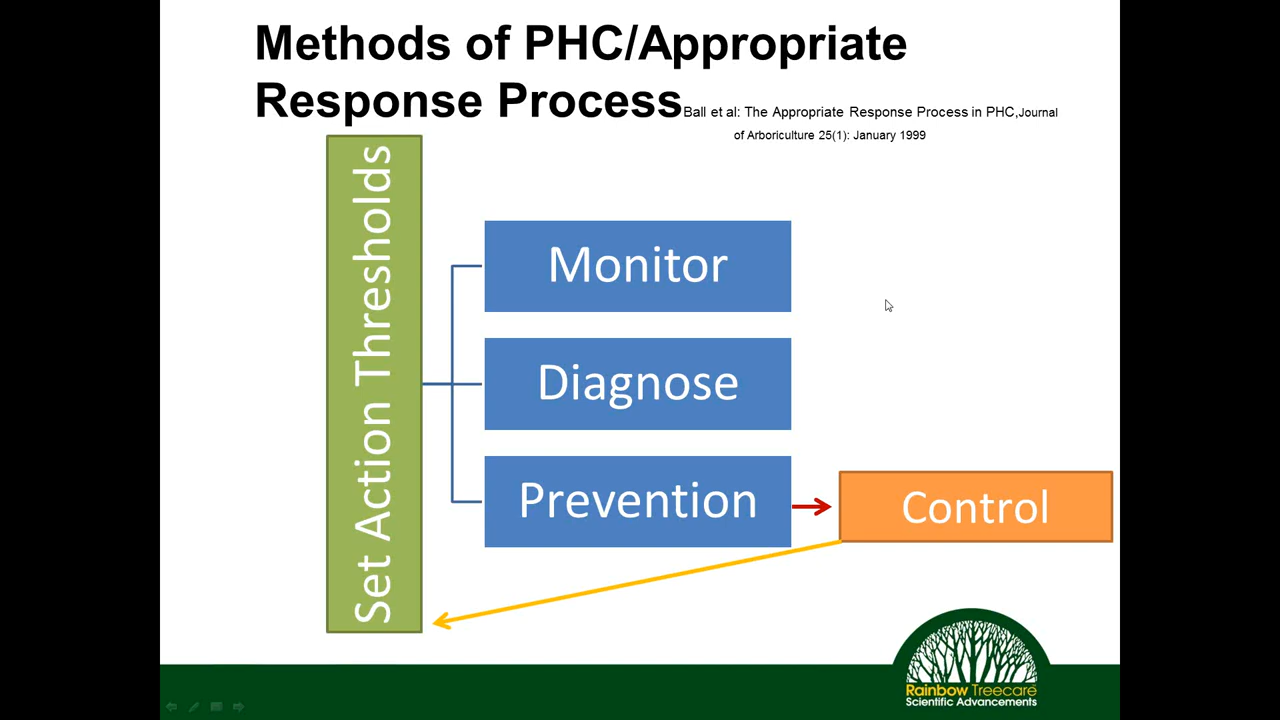 Methods of PHC/Appropriate
Response Process Ball et al: The Appropriate Response Process in PHC,Journal
of Arboriculture 25(1): January 1999
Set Action Thresholds
Monitor
Diagnose
Prevention
Control
Rainbow Treecare
Scientific Advancements